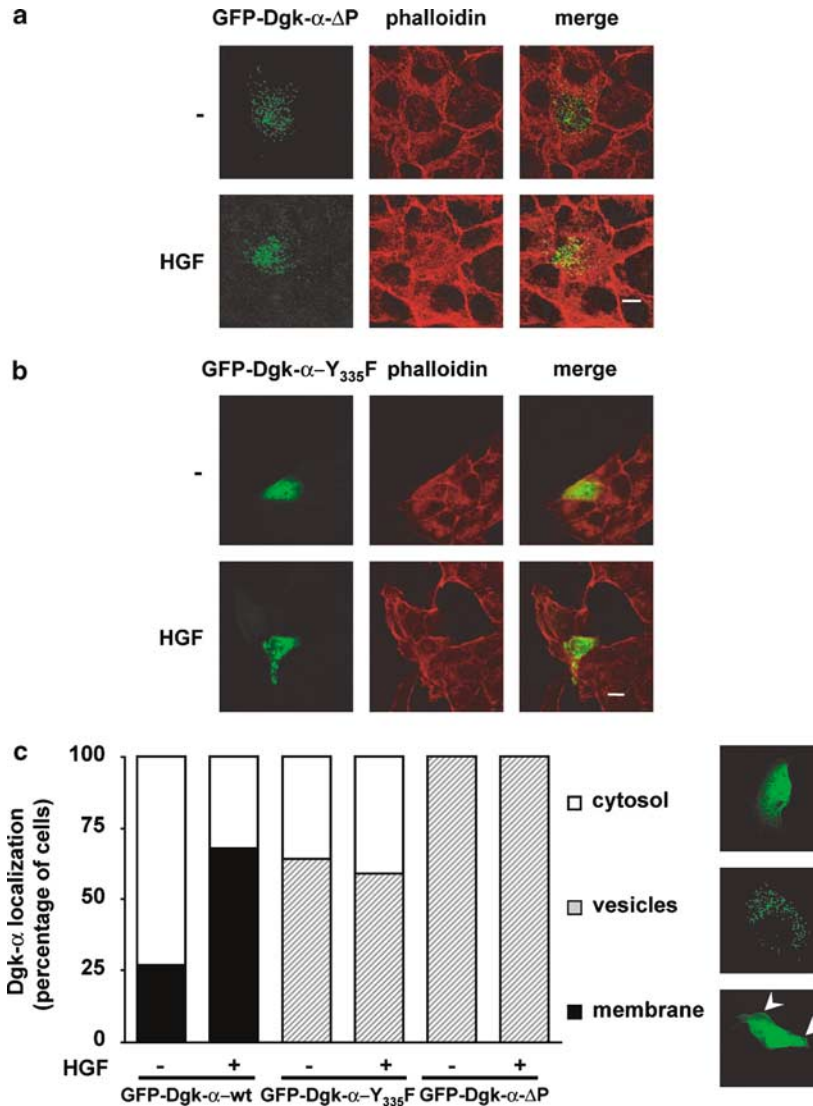 a
GFP-Dgk-α-ΔP phalloidin merge
-
HGF
b
GFP-Dgk-α–Y335F phalloidin merge
-
HGF
c
Dgk-α localization
(percentage of cells)
100
75
50
25
0
cytosol
vesicles
membrane
HGF - + - + - +
GFP-Dgk-α–wt GFP-Dgk-α–Y335F GFP-Dgk-α-ΔP